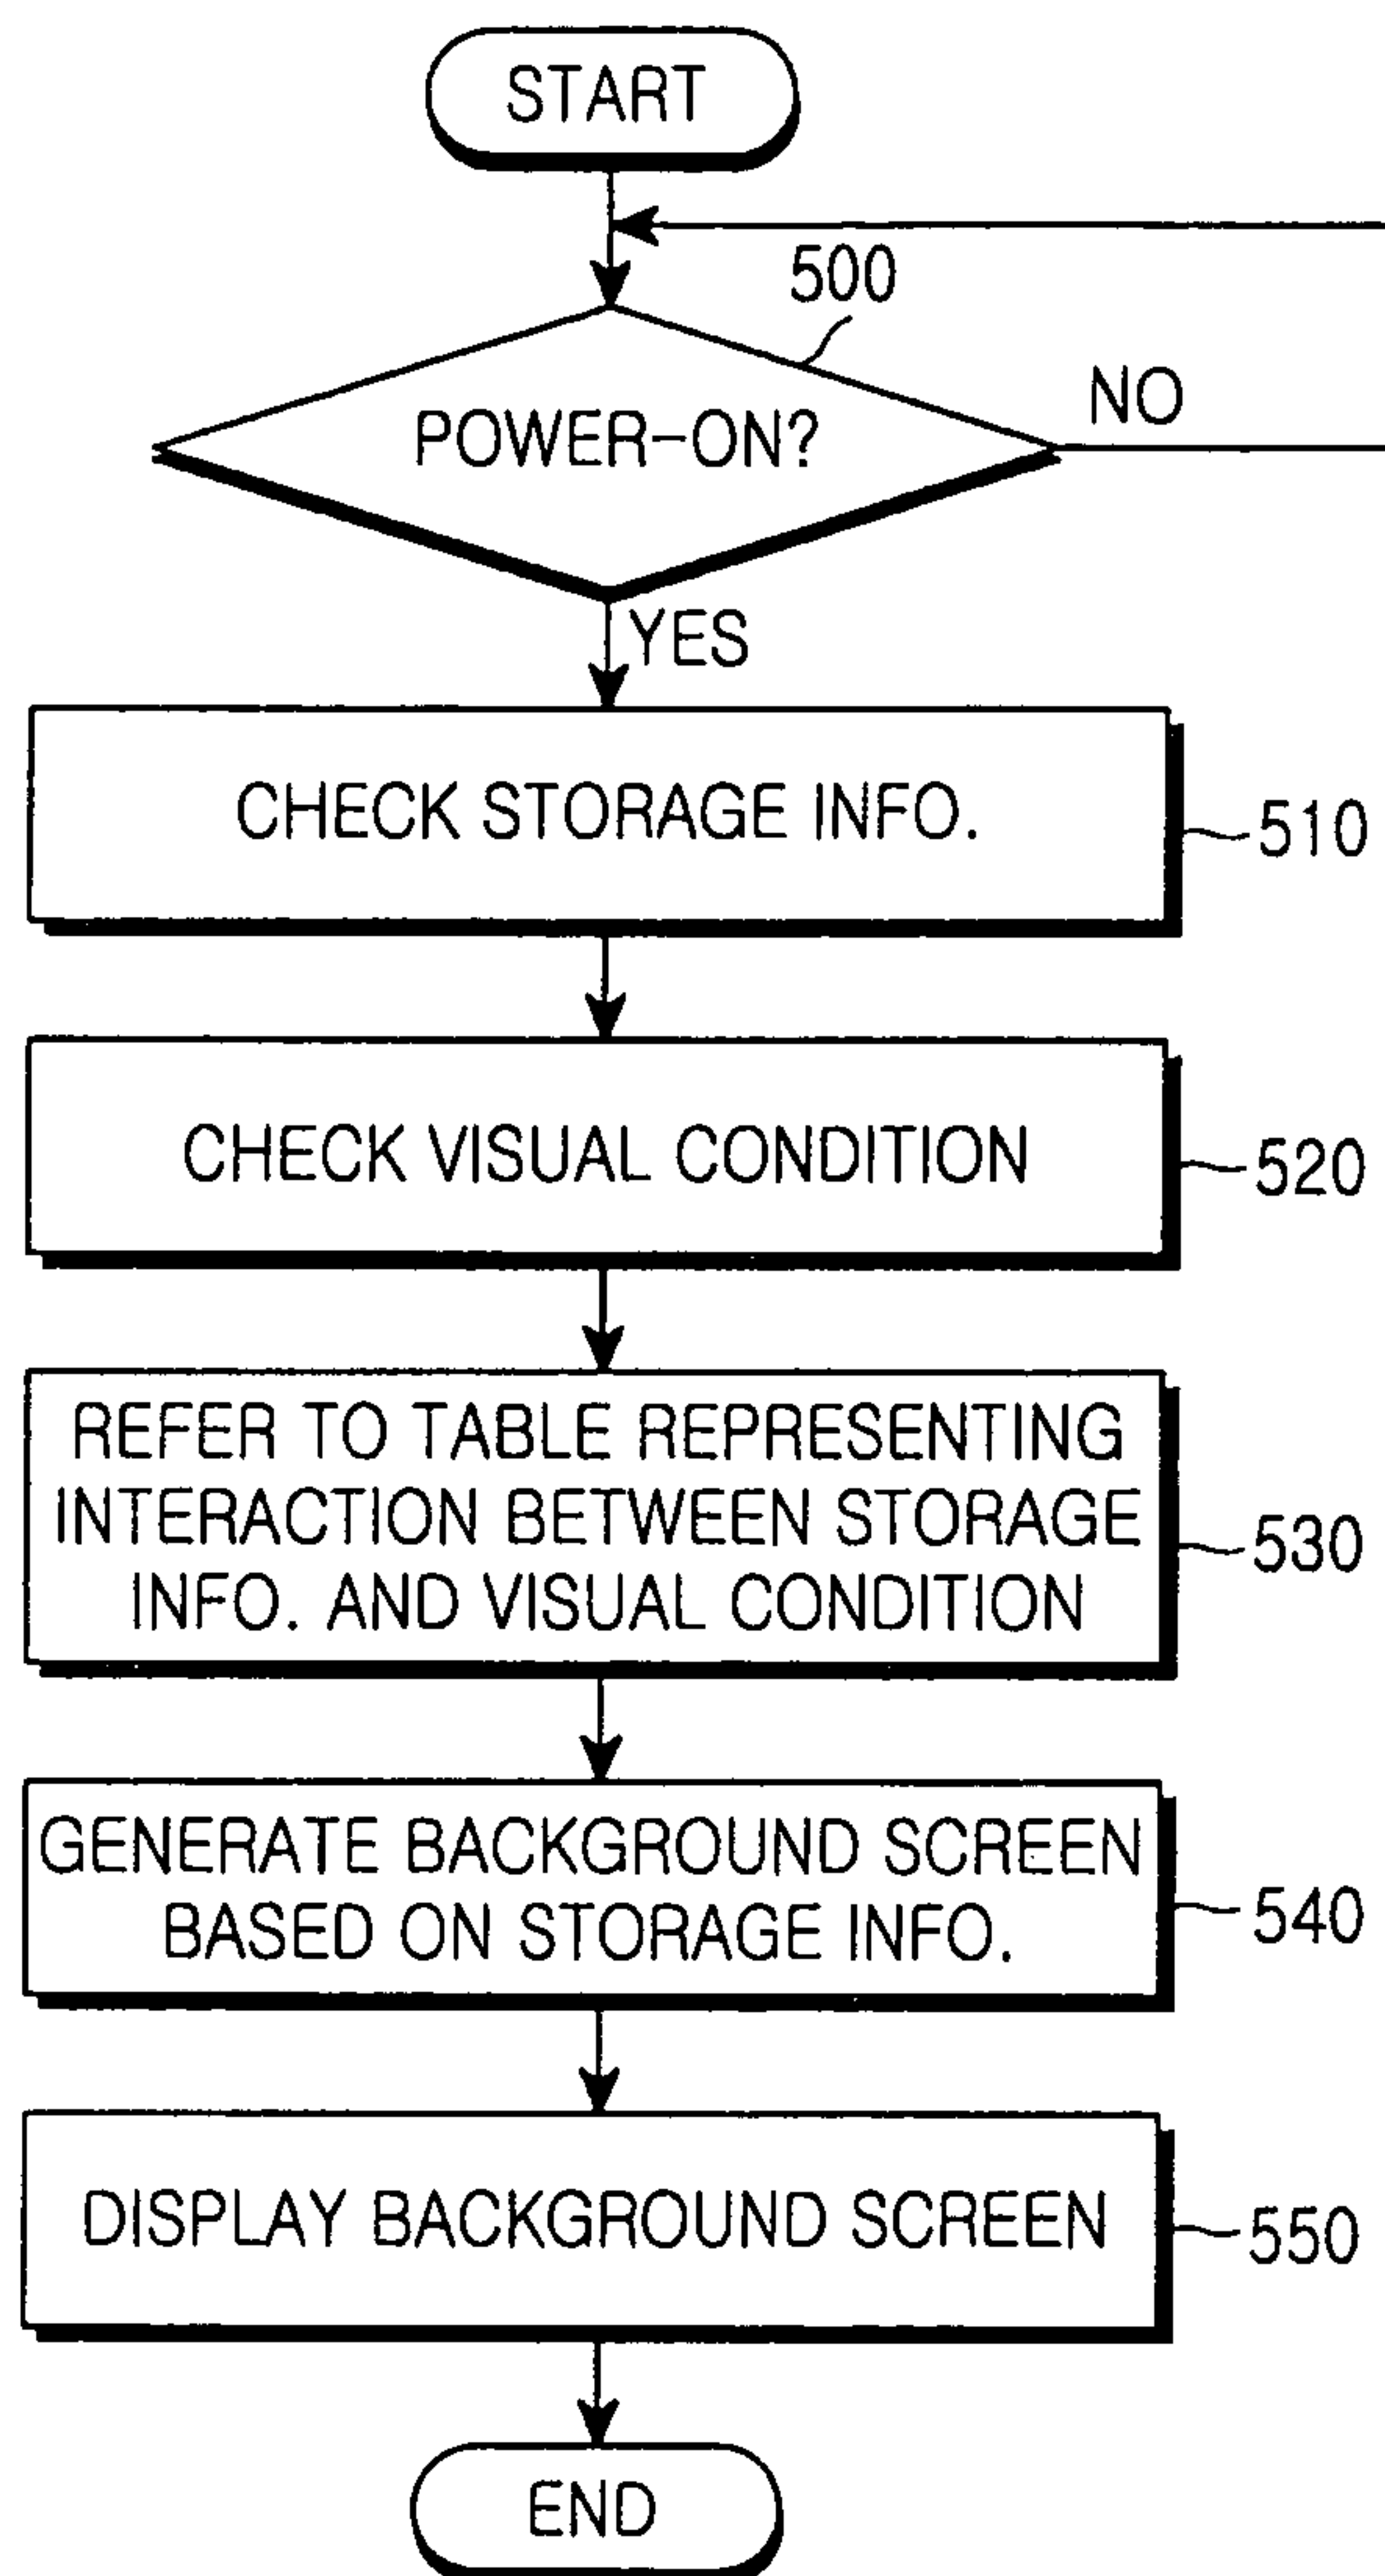 START
500
POWER-ON?
NO
YES
CHECK STORAGE INFO.
510
CHECK VISUAL CONDITION
520
REFER TO TABLE REPRESENTING
INTERACTION BETWEEN STORAGE
INFO. AND VISUAL CONDITION
530
GENERATE BACKGROUND SCREEN
BASED ON STORAGE INFO.
540
DISPLAY BACKGROUND SCREEN
550
END